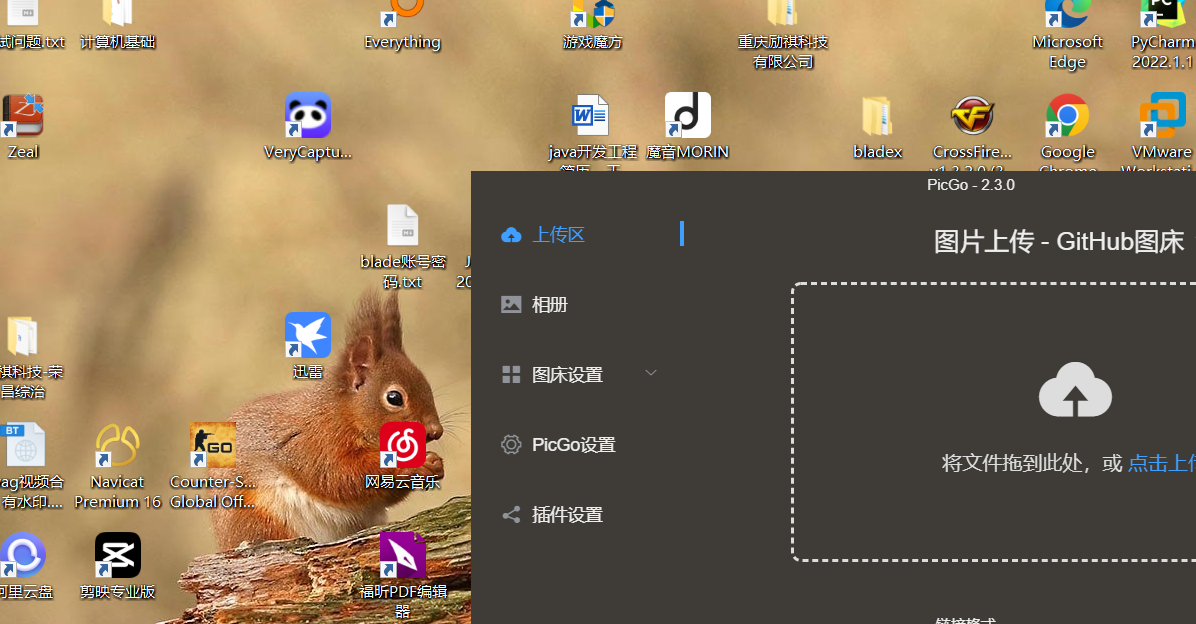 试问题.txt
计算机基础
Everything
游戏魔方
重庆励祺科技
有限公司
Microsoft
Edge
PyCharm
2022.1.1
Zeal
VeryCaptu...
java开发工程
魔音MORIN
bladex
CrossFire...
Google
Chrome
VMware
Workstati
PicGo - 2.3.0
上传区
图片上传 - GitHub图床
blade账号密
码.txt
J
20
相册
祺科技-荣
昌综治
迅雷
图床设置
PicGo设置
将文件拖到此处，或 点击上传
BT
GO
ag视频合
有水印....
Navicat
Premium 16
Counter-S...
Global Off...
网易云音乐
插件设置
阿里云盘
剪映专业版
福昕PDF编辑
器
链接格式